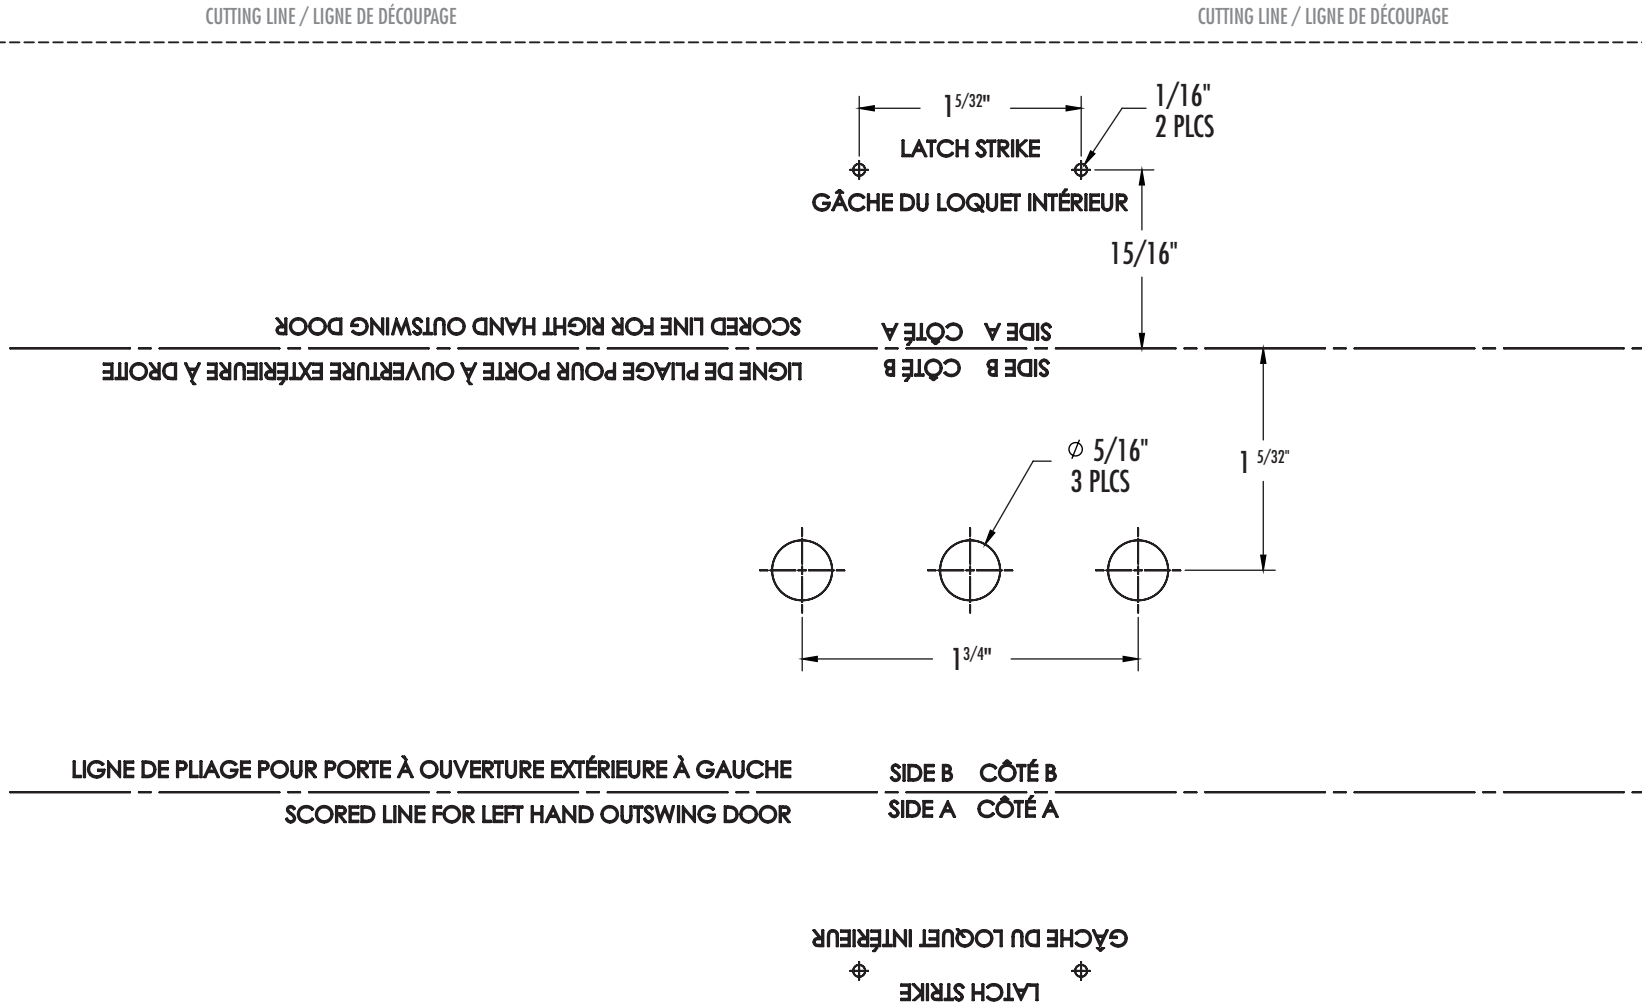 CUTTING LINE / LIGNE DE DÉCOUPAGE
CUTTING LINE / LIGNE DE DÉCOUPAGE
1 5/32"
1/16"
2 PLCS
LATCH STRIKE
GÂCHE DU LOQUET INTÉRIEUR
15/16"
SCORED LINE FOR RIGHT HAND OUTSWING DOOR
SIDE A CÔTÉ A
LIGNE DE PLIAGE POUR PORTE À OUVERTURE EXTÉRIEURE À DROITE
SIDE B CÔTÉ B
Ø 5/16"
3 PLCS
1 5/32"
1 3/4"
LIGNE DE PLIAGE POUR PORTE À OUVERTURE EXTÉRIEURE À GAUCHE
SIDE B CÔTÉ B
SCORED LINE FOR LEFT HAND OUTSWING DOOR
SIDE A CÔTÉ A
GÂCHE DU LOQUET INTÉRIEUR
LATCH STRIKE